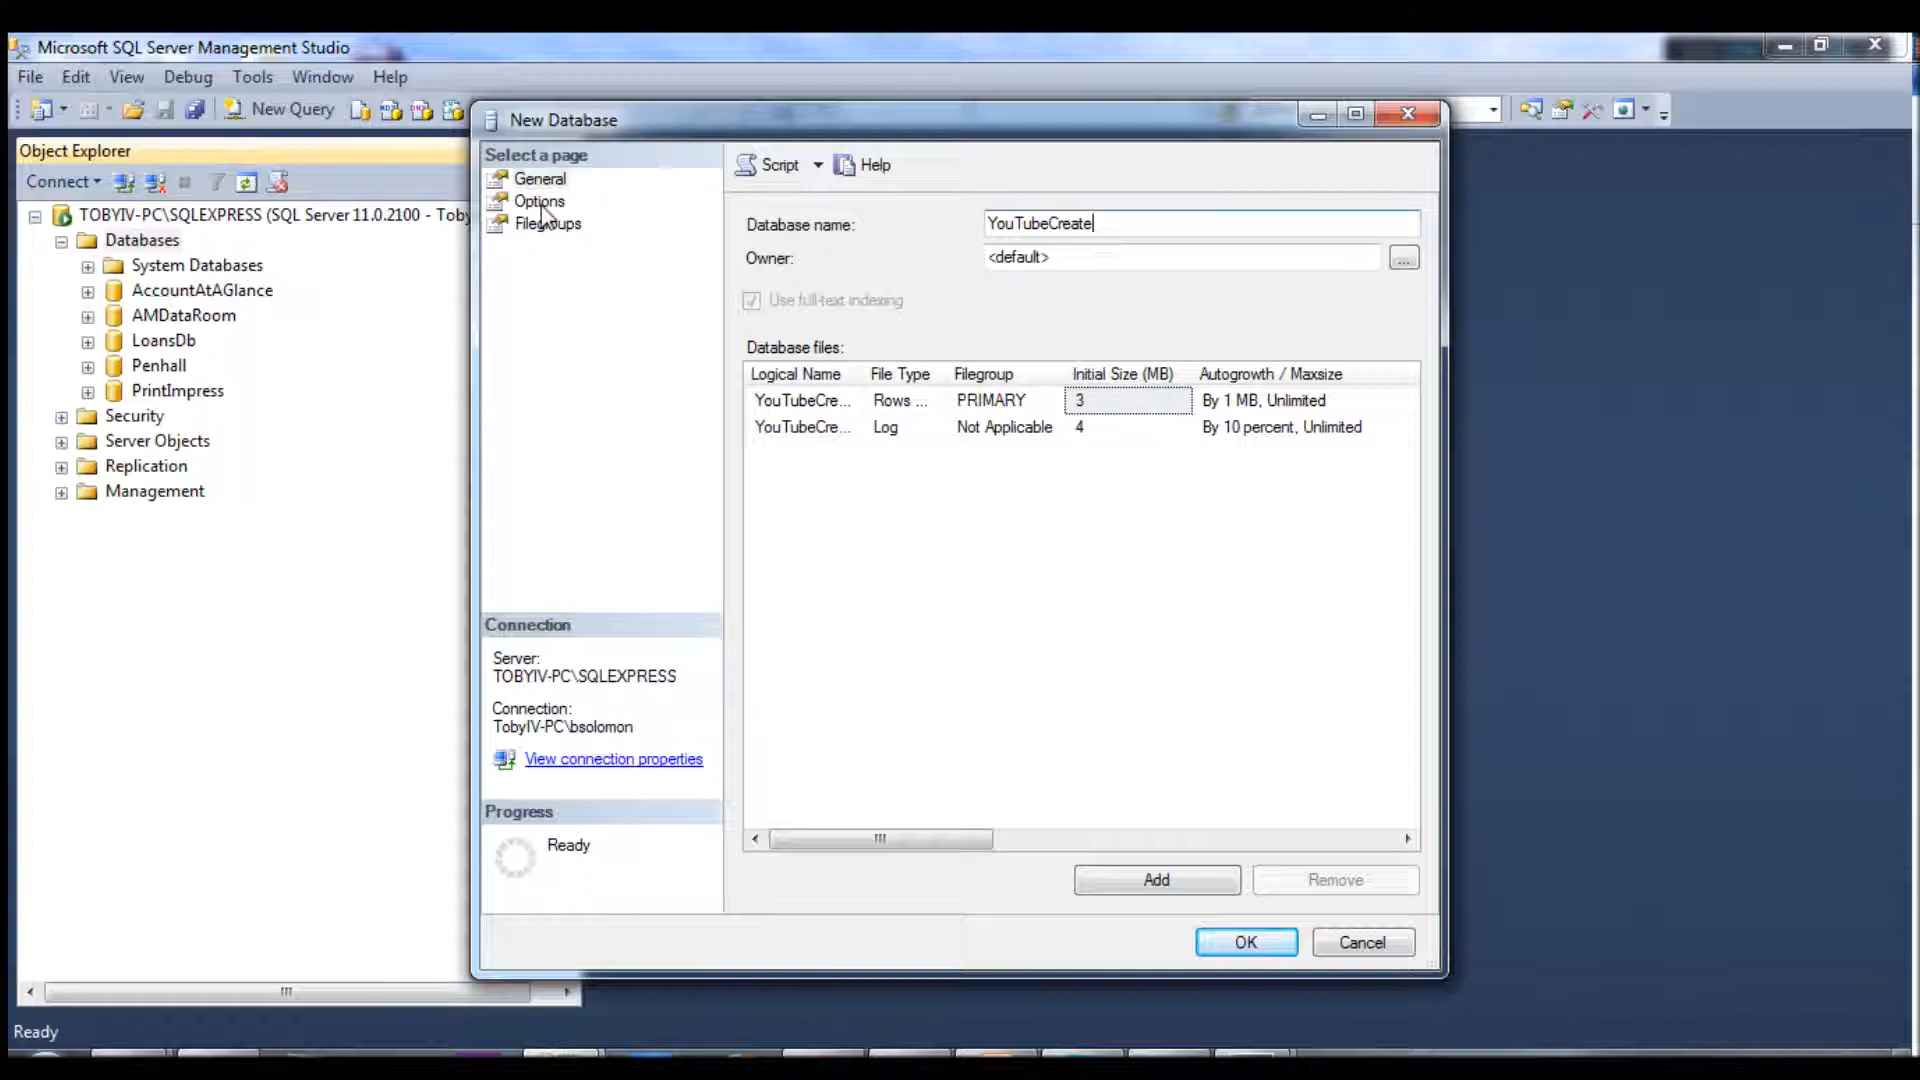 Microsoft SQL Server Management Studio
File Edit View Debug Tools Window Help
New Query
Object Explorer
Connect
TOBYIV-PC\SQLEXPRESS (SQL Server 11.0.2100 - Toby
Databases
System Databases
AccountAtAGlance
AMDataRoom
LoansDb
Penhall
PrintImpress
Security
Server Objects
Replication
Management
New Database
Select a page
General
Options
Filegroups
Script Help
Database name: YouTubeCreate
Owner: <default> ...
Use full-text indexing
Database files:
Logical Name File Type Filegroup Initial Size (MB) Autogrowth / Maxsize
YouTubeCre... Rows ... PRIMARY 3 By 1 MB, Unlimited
YouTubeCre... Log Not Applicable 4 By 10 percent, Unlimited
Connection
Server:
TOBYIV-PC\SQLEXPRESS
Connection:
TobyIV-PC\bsolomon
View connection properties
Progress
Ready
Add Remove
OK Cancel
Ready